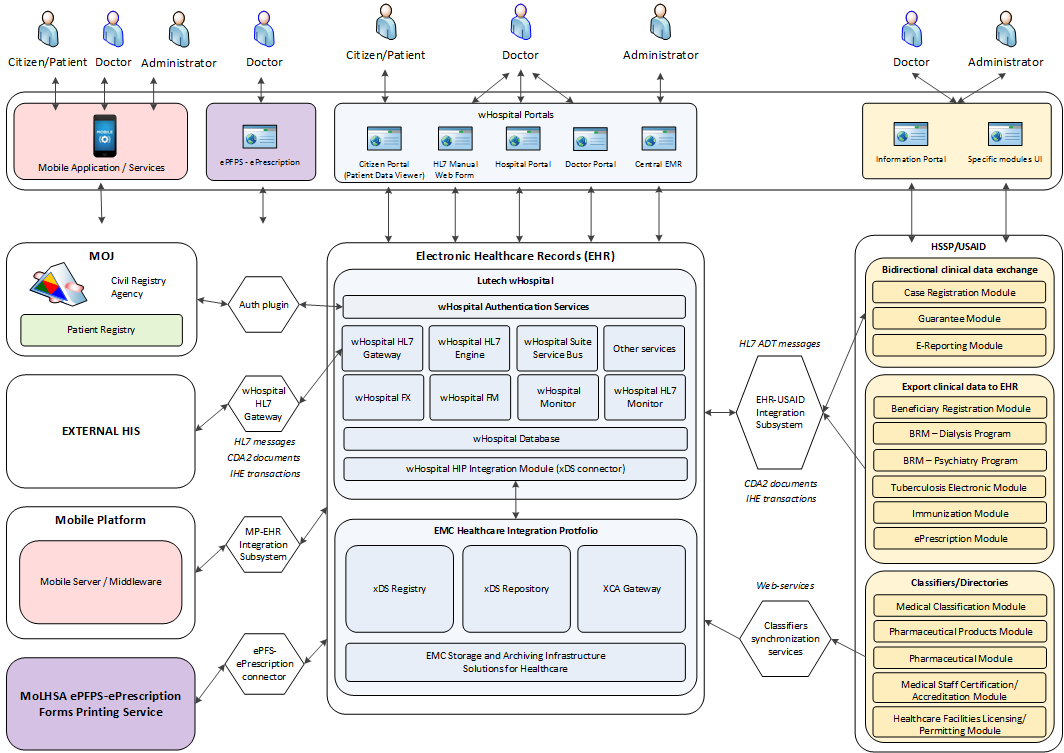 Citizen/Patient
Doctor
Administrator
Doctor
Citizen/Patient
Doctor
Administrator
Doctor
Administrator
MOBILE
Mobile Application / Services
ePFPS - ePrescription
wHospital Portals
Citizen Portal
(Patient Data Viewer)
HL7 Manual
Web Form
Hospital Portal
Doctor Portal
Central EMR
Information Portal
Specific modules UI
MOJ
Civil Registry
Agency
Patient Registry
Auth plugin
EXTERNAL HIS
wHospital
HL7
Gateway
HL7 messages
CDA2 documents
IHE transactions
Mobile Platform
Mobile Server / Middleware
MP-EHR
Integration
Subsystem
MoLHSA ePFPS-ePrescription
Forms Printing Service
ePFS-
ePrescription
connector
Electronic Healthcare Records (EHR)
Lutech wHospital
wHospital Authentication Services
wHospital HL7
Gateway
wHospital HL7
Engine
wHospital Suite
Service Bus
Other services
wHospital FX
wHospital FM
wHospital
Monitor
wHospital HL7
Monitor
wHospital Database
wHospital HIP Integration Module (xDS connector)
EMC Healthcare Integration Protfolio
xDS Registry
xDS Repository
XCA Gateway
EMC Storage and Archiving Infrastructure
Solutions for Healthcare
HL7 ADT messages
EHR-USAID
Integration
Subsystem
CDA2 documents
IHE transactions
Web-services
Classifiers
synchronization
services
HSSP/USAID
Bidirectional clinical data exchange
Case Registration Module
Guarantee Module
E-Reporting Module
Export clinical data to EHR
Beneficiary Registration Module
BRM – Dialysis Program
BRM – Psychiatry Program
Tuberculosis Electronic Module
Immunization Module
ePrescription Module
Classifiers/Directories
Medical Classification Module
Pharmaceutical Products Module
Pharmaceutical Module
Medical Staff Certification/
Accreditation Module
Healthcare Facilities Licensing/
Permitting Module